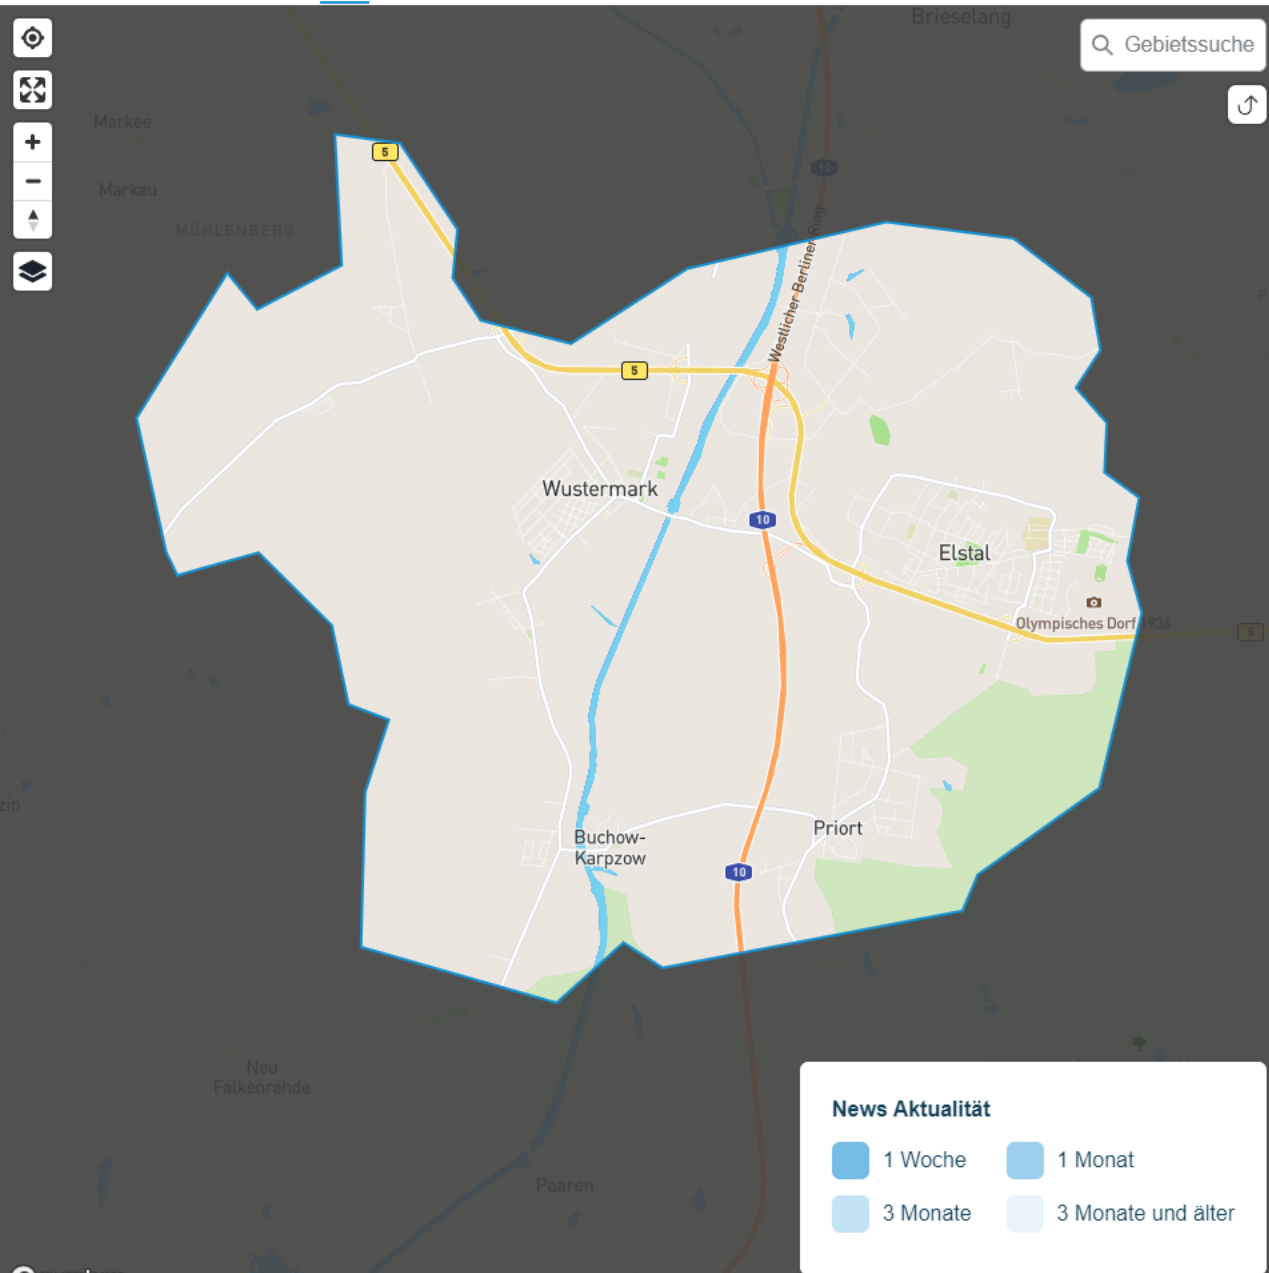 Brieselang
Gebietssuche
Markee
5
10
Markau
MÜHLENBERG
Westlicher Berliner Ring
5
Wustermark
10
Elstal
Olympisches Dorf 1936
5
zin
Priort
Buchow-
Karpzow
10
Neu
Falkenrehde
News Aktualität
1 Woche
1 Monat
Paaren
3 Monate
3 Monate und älter